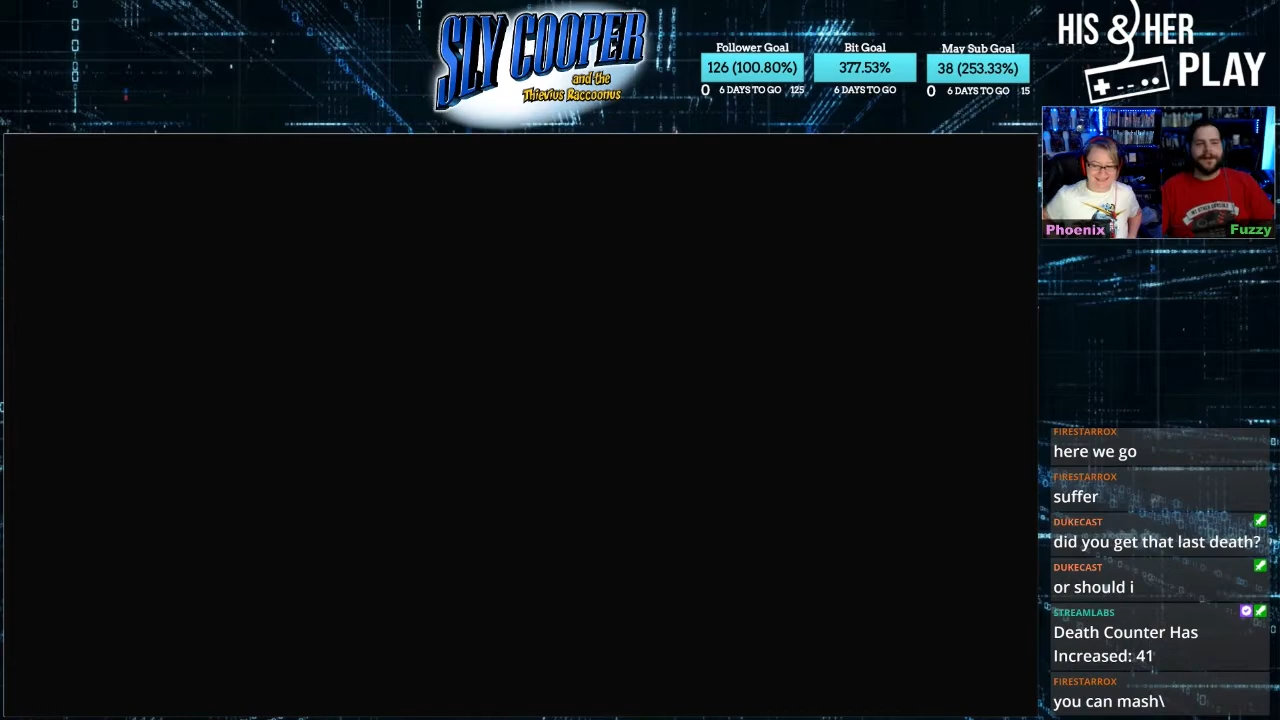 SLY COOPER
and the
Thievius Raccoonus
Follower Goal
126 (100.80%)
0 6 DAYS TO GO 125
Bit Goal
377.53%
6 DAYS TO GO
May Sub Goal
38 (253.33%)
0 6 DAYS TO GO 15
HIS & HER
PLAY
Phoenix
Fuzzy
FIRESTARROX
here we go
FIRESTARROX
suffer
DUKECAST
did you get that last death?
DUKECAST
or should i
STREAMLABS
Death Counter Has
Increased: 41
FIRESTARROX
you can mash\